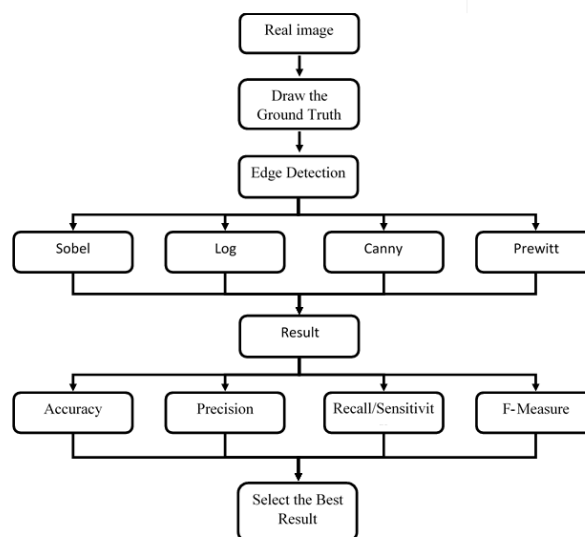 Real image
Draw the
Ground Truth
Edge Detection
Sobel
Log
Canny
Prewitt
Result
Accuracy
Precision
Recall/Sensitivit
F-Measure
Select the Best
Result